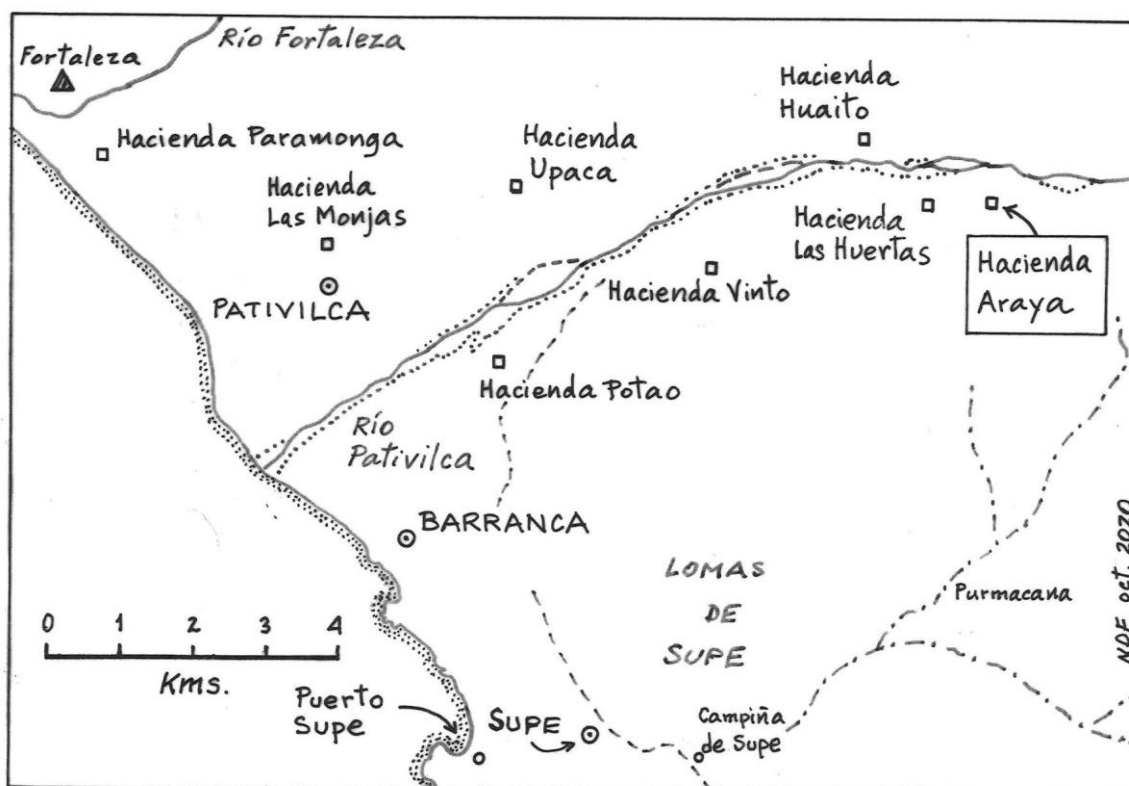 Río Fortaleza
Fortaleza
Hacienda Paramonga
Hacienda
Las Monjas
PATIVILCA
Hacienda
Upaca
Hacienda
Huaito
Hacienda
Las Huertas
Hacienda
Araya
Hacienda Vinto
Hacienda Potao
Río
Pativilca
BARRANCA
LOMAS
DE
SUPE
Purmacana
NDF oct. 2020
0 1 2 3 4
Kms.
Puerto
Supe
SUPE
Campiña
de Supe